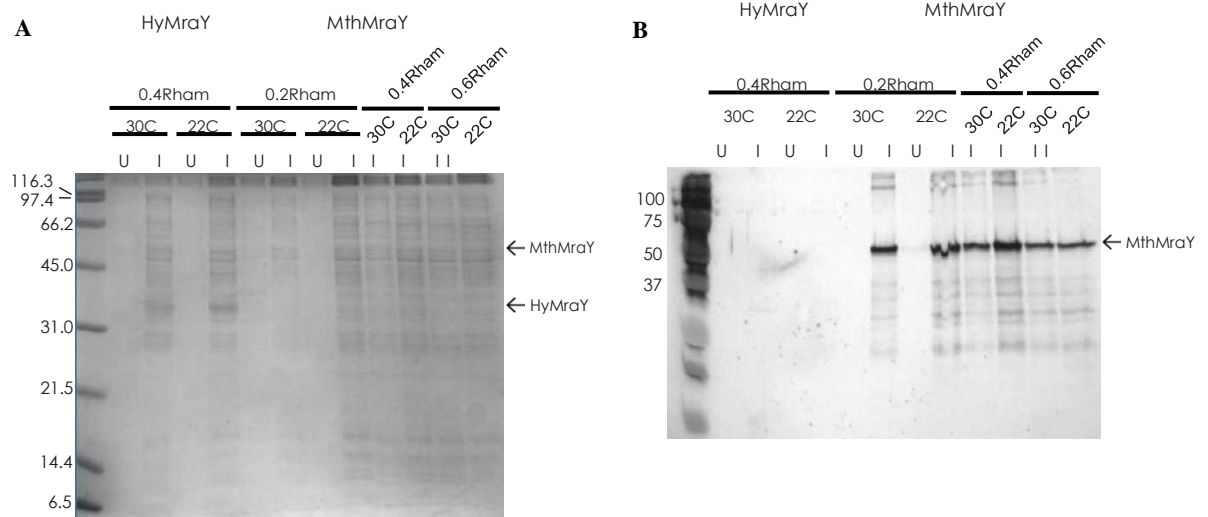 A
HyMraY MthMraY
0.4Rham 0.2Rham 0.4Rham 0.6Rham
30C 22C 30C 22C 30C 22C 30C 22C
U I U I U I U I I I I I
116.3
97.4
66.2
45.0
31.0
21.5
14.4
6.5
MthMraY
HyMraY
B
HyMraY MthMraY
0.4Rham 0.2Rham 0.4Rham 0.6Rham
30C 22C 30C 22C 30C 22C 30C 22C
U I U I U I U I I I I I
100
75
50
37
MthMraY